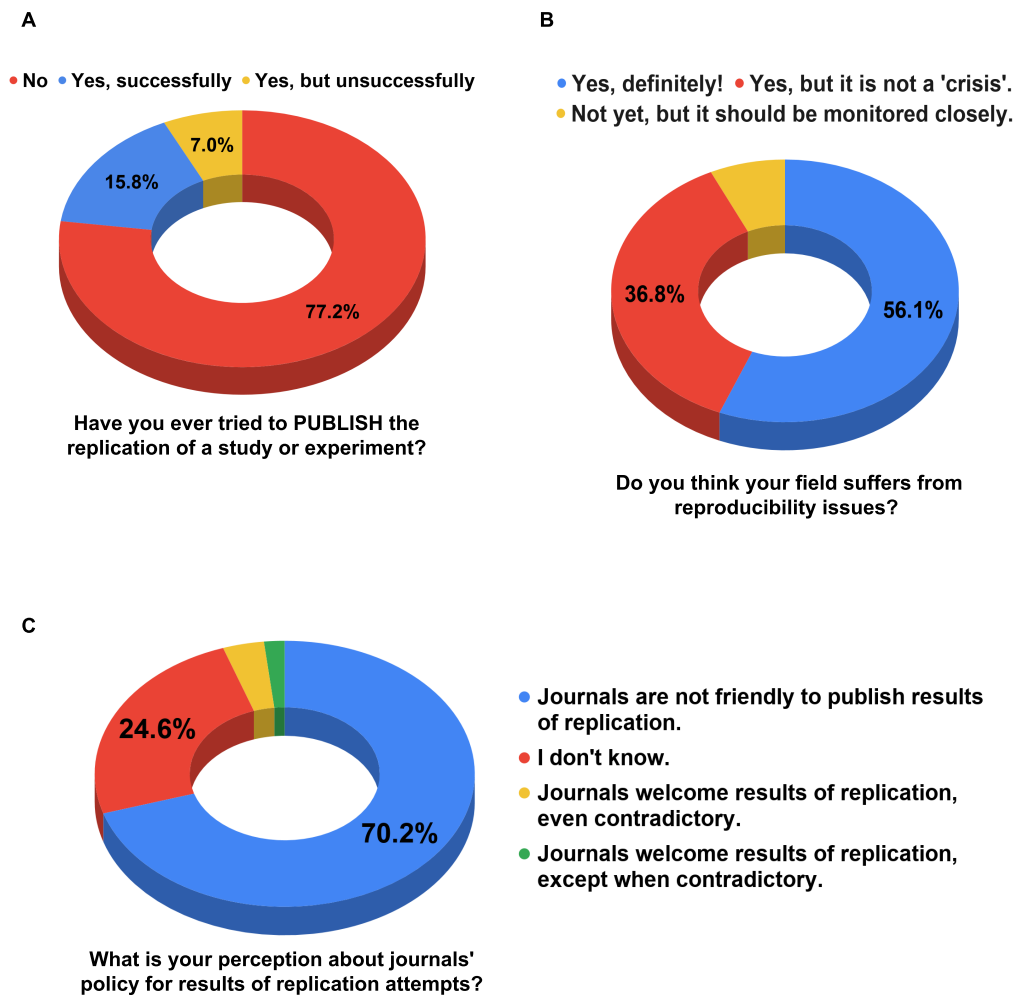 A
No Yes, successfully Yes, but unsuccessfully
7.0%
15.8%
77.2%
Have you ever tried to PUBLISH the
replication of a study or experiment?
B
Yes, definitely! Yes, but it is not a 'crisis'.
Not yet, but it should be monitored closely.
36.8%
56.1%
Do you think your field suffers from
reproducibility issues?
C
24.6%
70.2%
Journals are not friendly to publish results
of replication.
I don't know.
Journals welcome results of replication,
even contradictory.
Journals welcome results of replication,
except when contradictory.
What is your perception about journals'
policy for results of replication attempts?